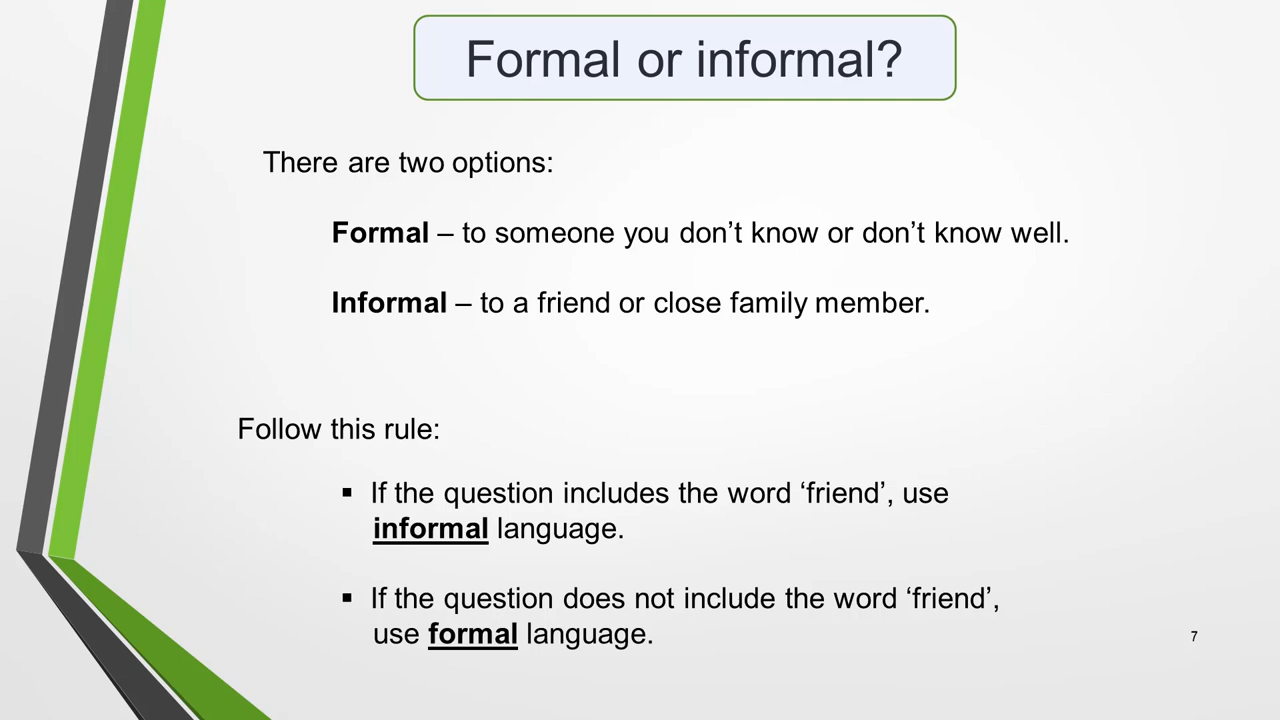 Formal or informal?
There are two options:
Formal – to someone you don’t know or don’t know well.
Informal – to a friend or close family member.
Follow this rule:
▪ If the question includes the word ‘friend’, use
informal language.
▪ If the question does not include the word ‘friend’,
use formal language.
7